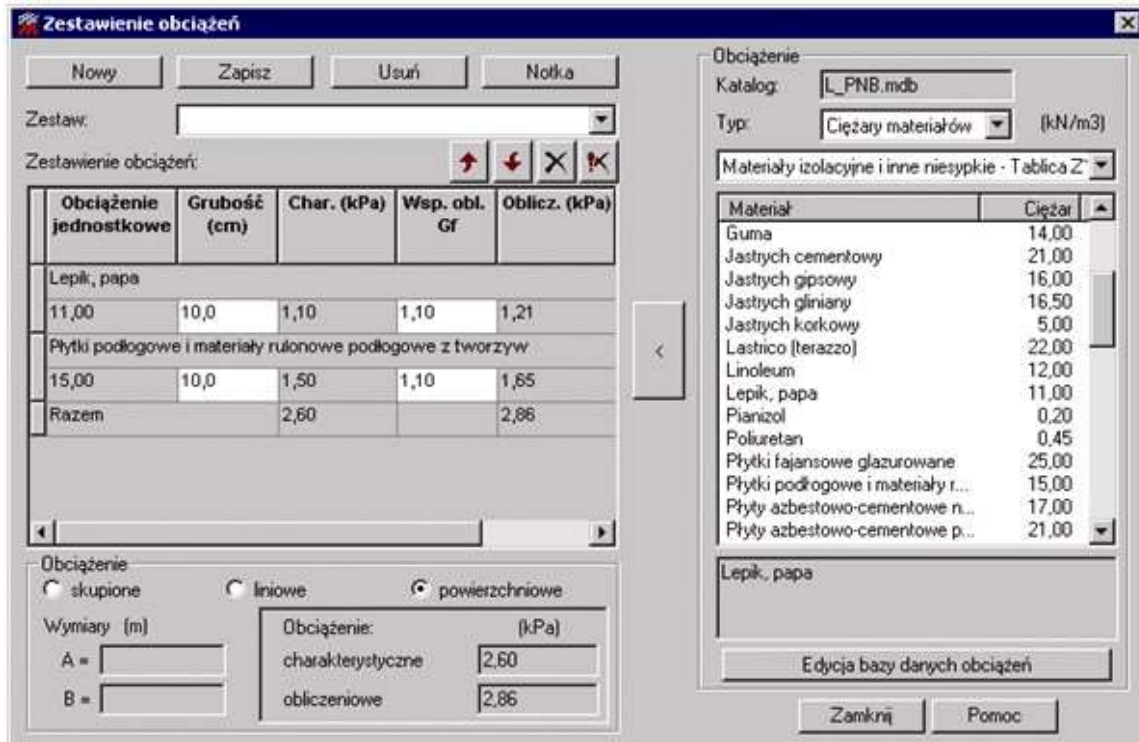 Zestawienie obciążeń
Nowy Zapisz Usuń Notka
Zestaw:
Zestawienie obciążeń:
Obciążenie jednostkowe Grubość (cm) Char. (kPa) Wsp. obl. Gf Oblicz. (kPa)
Lepik, papa
11,00 10,0 1,10 1,10 1,21
Płytki podłogowe i materiały rulonowe podłogowe z tworzyw
15,00 10,0 1,50 1,10 1,65
Razem 2,60 2,86
Obciążenie
skupione liniowe powierzchniowe
Wymiary (m)
A =
B =
Obciążenie: (kPa)
charakterystyczne 2,60
obliczeniowe 2,86
<
Obciążenie
Katalog: L_PNB.mdb
Typ: Ciężary materiałów (kN/m3)
Materiały izolacyjne i inne niesypkie - Tablica Z
Materiał Ciężar
Guma 14,00
Jastrych cementowy 21,00
Jastrych gipsowy 16,00
Jastrych gliniany 16,50
Jastrych korkowy 5,00
Lastrico (terazzo) 22,00
Linoleum 12,00
Lepik, papa 11,00
Pianizol 0,20
Poliuretan 0,45
Płytki fajansowe glazurowane 25,00
Płytki podłogowe i materiały r... 15,00
Płyty azbestowo-cementowe n... 17,00
Płyty azbestowo-cementowe p... 21,00
Lepik, papa
Edycja bazy danych obciążeń
Zamknij Pomoc